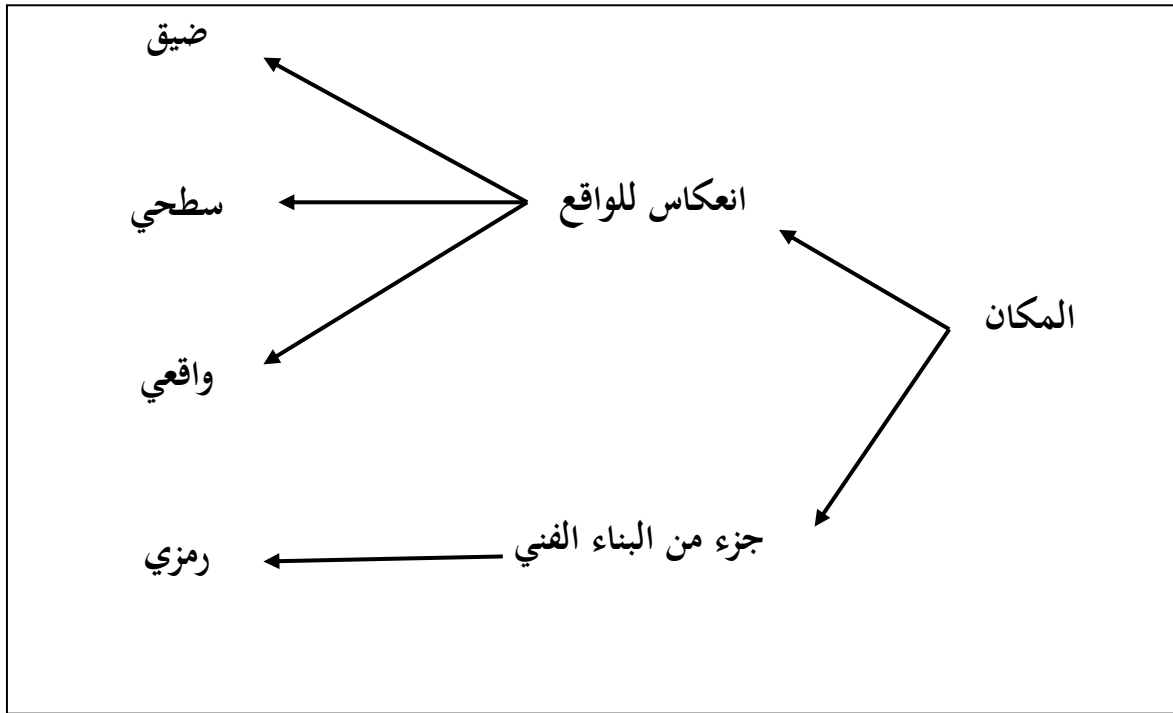 المكان
انعكاس للواقع
ضيق
سطحي
واقعي
جزء من البناء الفني
رمزي